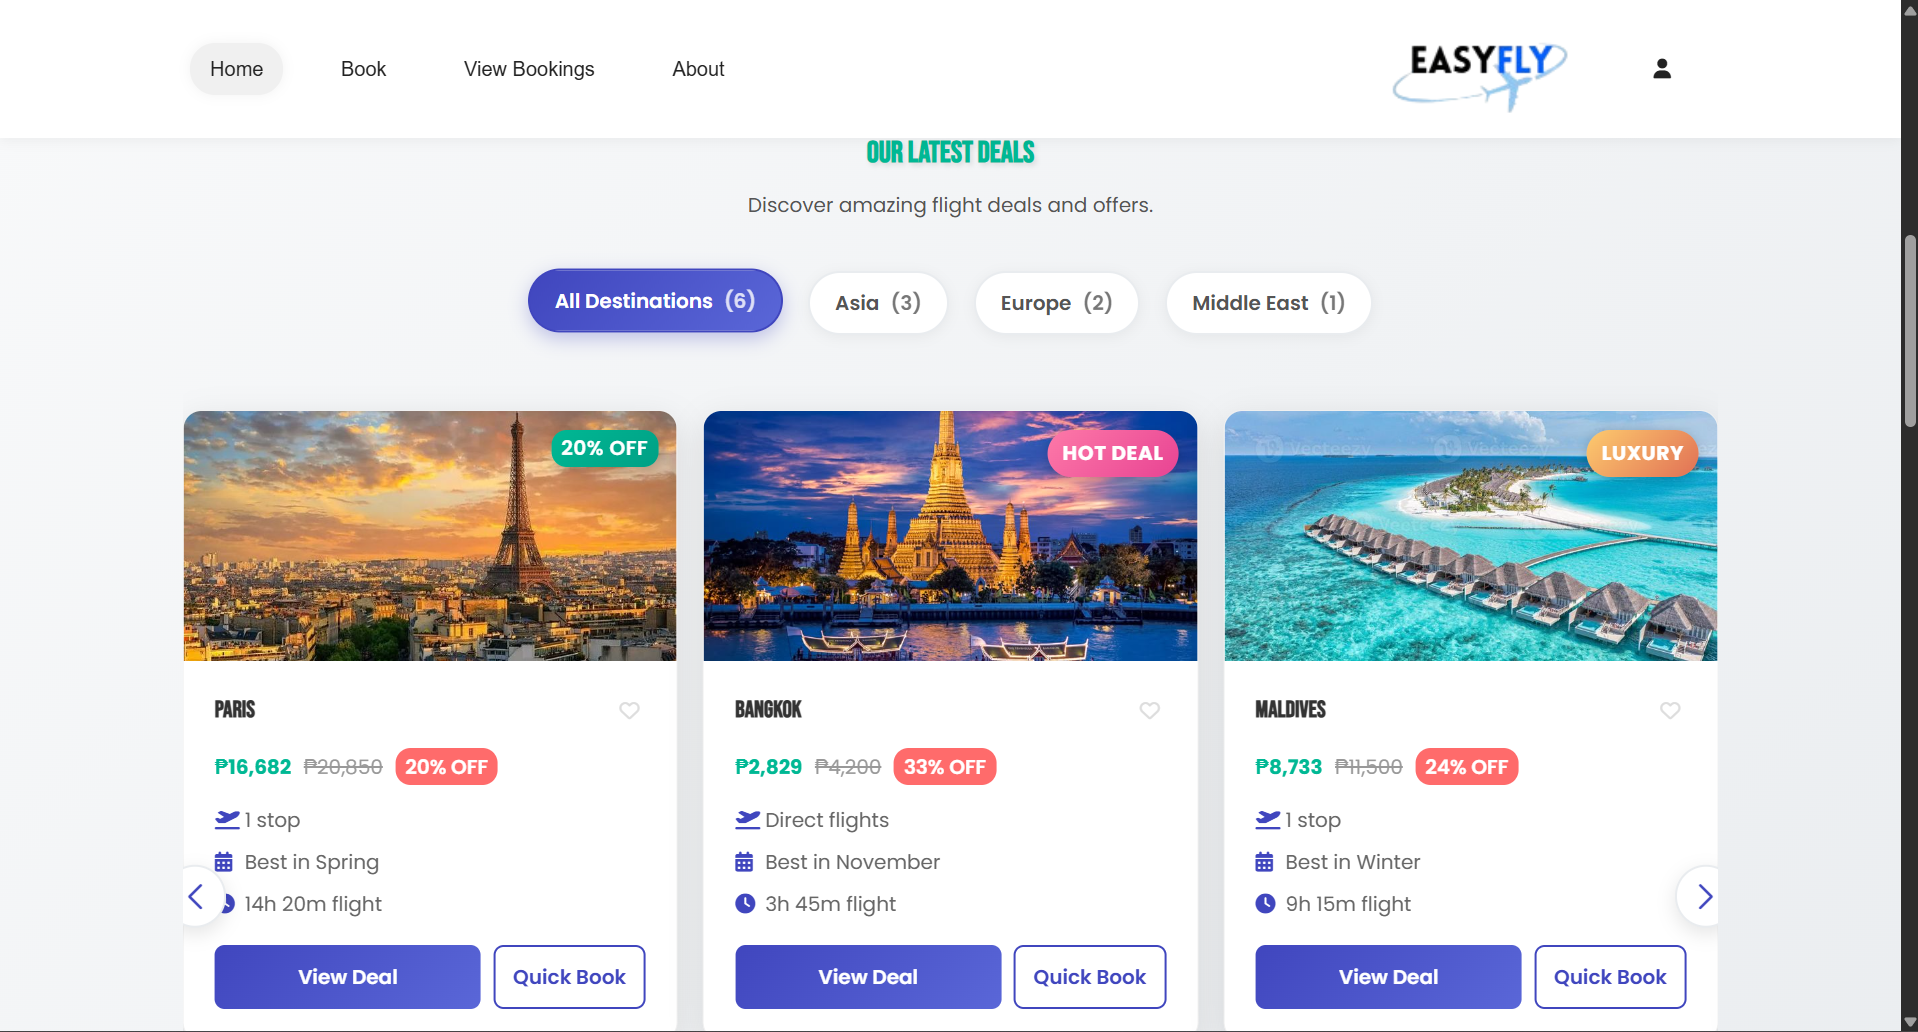 Home
Book
View Bookings
About
EASYFLY
OUR LATEST DEALS
Discover amazing flight deals and offers.
All Destinations (6)
Asia (3)
Europe (2)
Middle East (1)
20% OFF
HOT DEAL
LUXURY
PARIS
₱16,682 ₱20,850 20% OFF
1 stop
Best in Spring
14h 20m flight
View Deal
Quick Book
BANGKOK
₱2,829 ₱4,200 33% OFF
Direct flights
Best in November
3h 45m flight
View Deal
Quick Book
MALDIVES
₱8,733 ₱11,500 24% OFF
1 stop
Best in Winter
9h 15m flight
View Deal
Quick Book